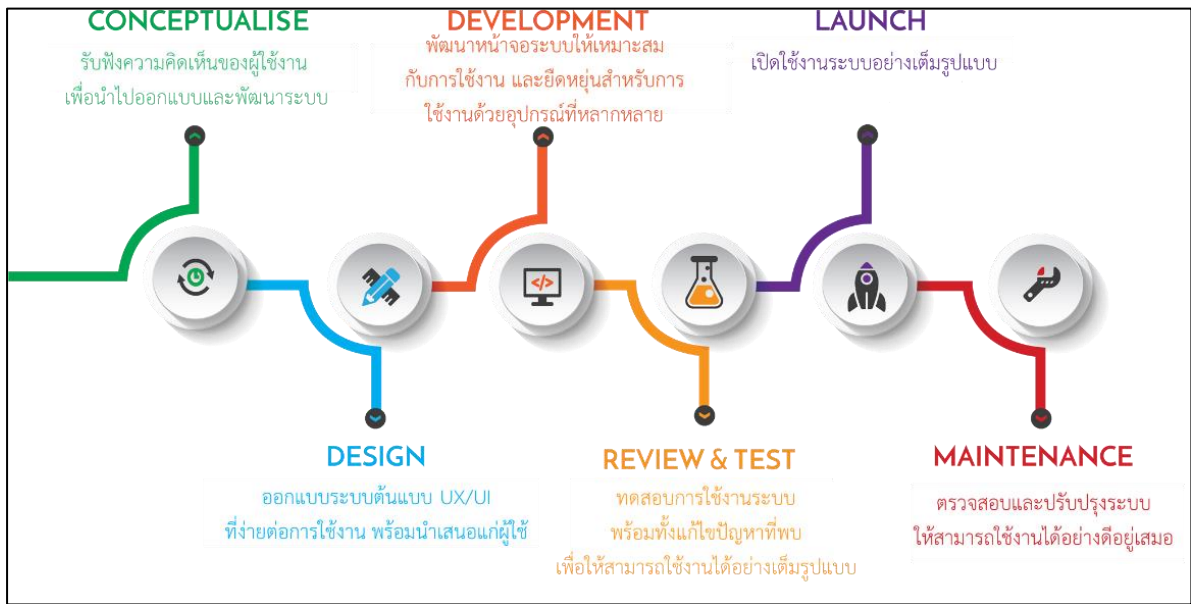 CONCEPTUALISE
รับฟังความคิดเห็นของผู้ใช้งาน
เพื่อนำไปออกแบบและพัฒนาระบบ
DESIGN
ออกแบบระบบต้นแบบ UX/UI
ที่ง่ายต่อการใช้งาน พร้อมนำเสนอแก่ผู้ใช้
DEVELOPMENT
พัฒนาหน้าจอระบบให้เหมาะสม
กับการใช้งาน และยืดหยุ่นสำหรับการ
ใช้งานด้วยอุปกรณ์ที่หลากหลาย
</>
REVIEW & TEST
ทดสอบการใช้งานระบบ
พร้อมทั้งแก้ไขปัญหาที่พบ
เพื่อให้สามารถใช้งานได้อย่างเต็มรูปแบบ
LAUNCH
เปิดใช้งานระบบอย่างเต็มรูปแบบ
MAINTENANCE
ตรวจสอบและปรับปรุงระบบ
ให้สามารถใช้งานได้อย่างดีอยู่เสมอ